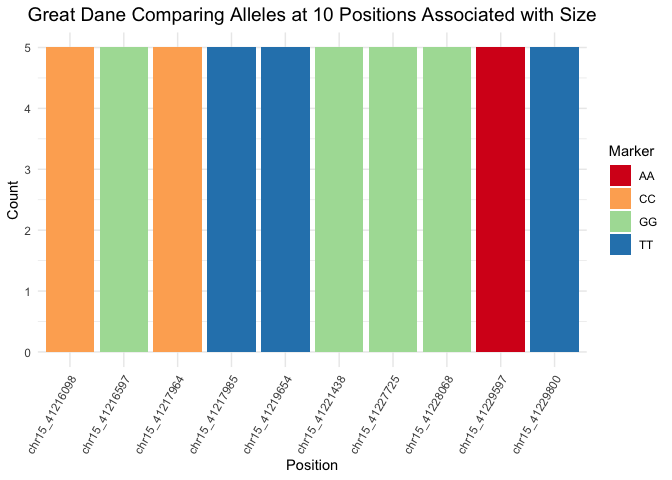 Great Dane Comparing Alleles at 10 Positions Associated with Size
Count
5
4
3
2
1
0
chr15_41216098
chr15_41216597
chr15_41217964
chr15_41217985
chr15_41219654
chr15_41221438
chr15_41227725
chr15_41228068
chr15_41229597
chr15_41229800
Position
Marker
AA
CC
GG
TT